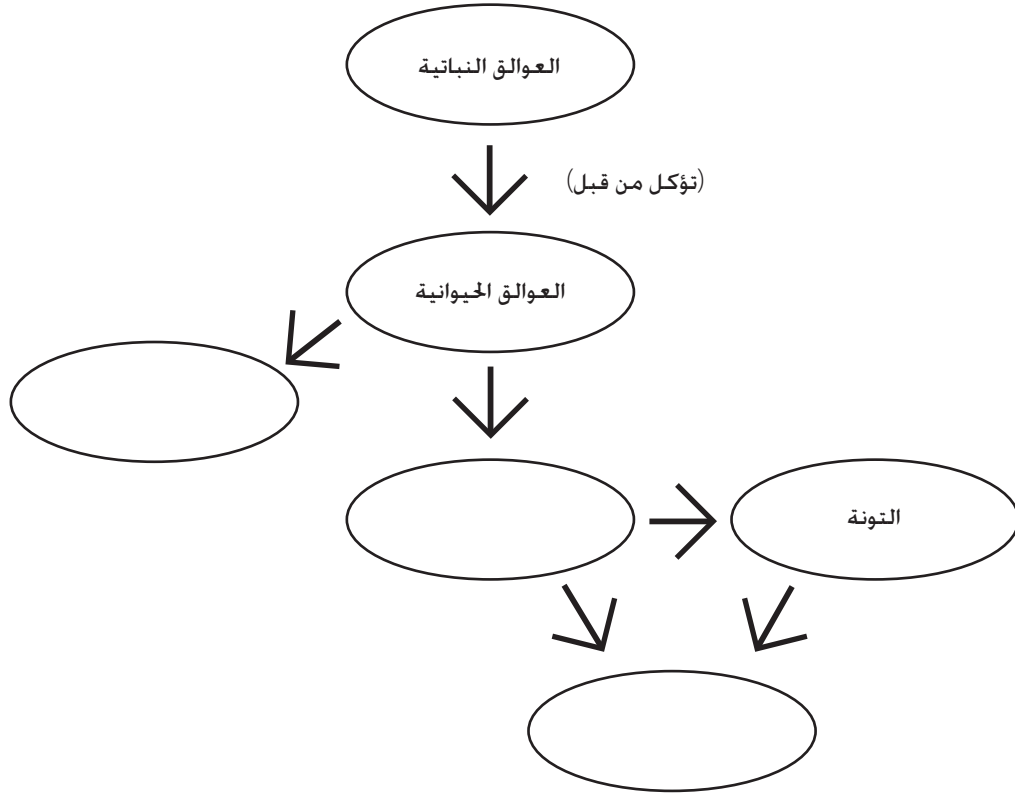 العوالق النباتية
(تؤكل من قبل)
العوالق الحيوانية
التونة